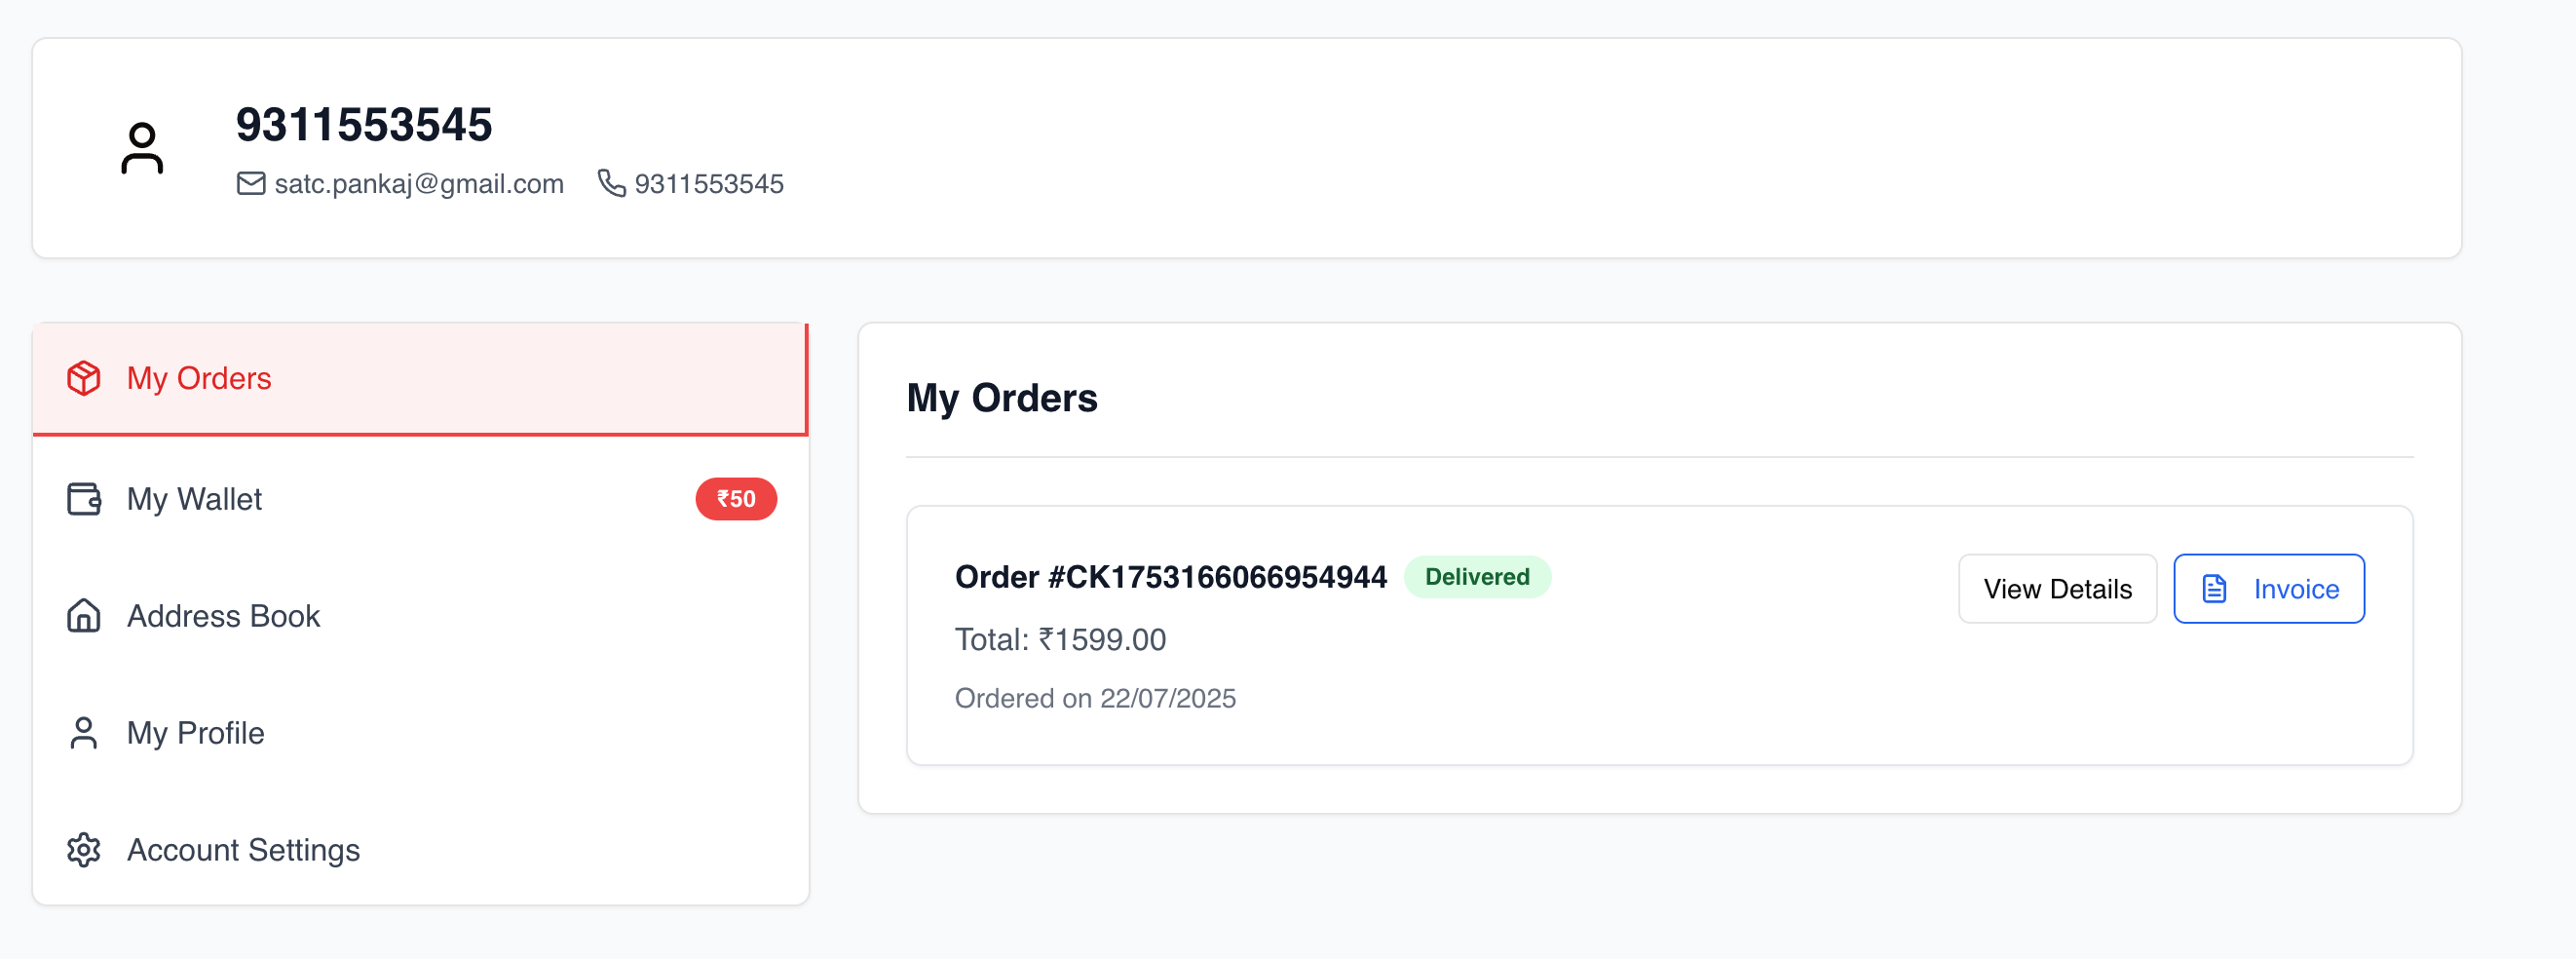 9311553545
satc.pankaj@gmail.com 9311553545
My Orders
My Wallet ₹50
Address Book
My Profile
Account Settings
My Orders
Order #CK1753166066954944 Delivered
View Details Invoice
Total: ₹1599.00
Ordered on 22/07/2025